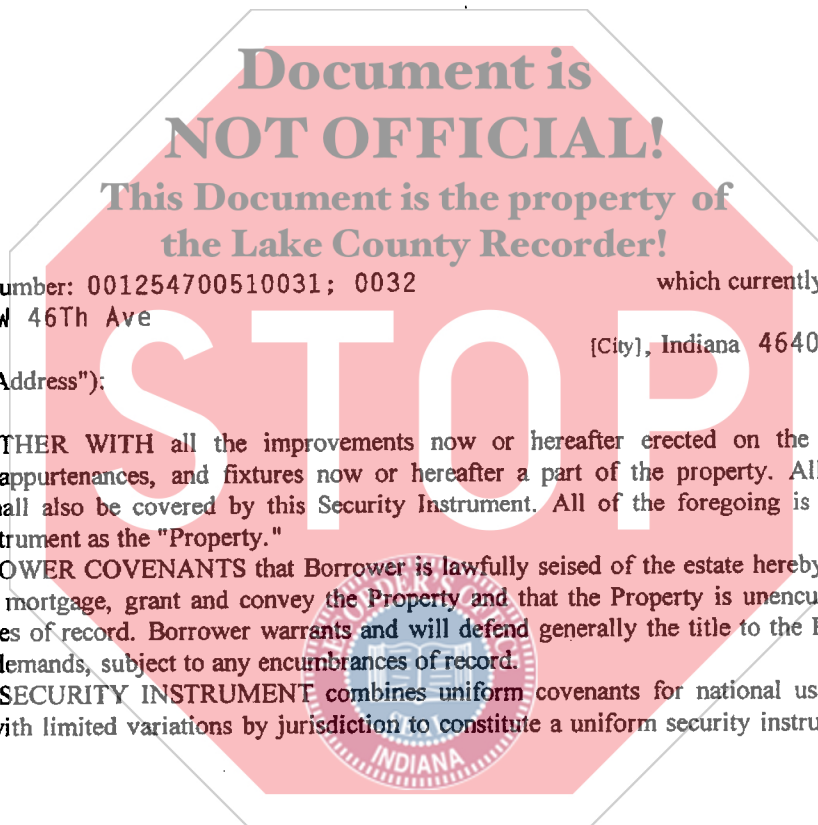 Document is
NOT OFFICIAL!
This Document is the property of
the Lake County Recorder!
umber: 001254700510031; 0032 which currently
W 46Th Ave
[City], Indiana 4640
Address"):
STOP
THER WITH all the improvements now or hereafter erected on the
appurtenances, and fixtures now or hereafter a part of the property. All
all also be covered by this Security Instrument. All of the foregoing is
trument as the "Property."
OWER COVENANTS that Borrower is lawfully seised of the estate hereby
mortgage, grant and convey the Property and that the Property is unencu
es of record. Borrower warrants and will defend generally the title to the
demands, subject to any encumbrances of record.
SECURITY INSTRUMENT combines uniform covenants for national us
with limited variations by jurisdiction to constitute a uniform security instru
INDIANA